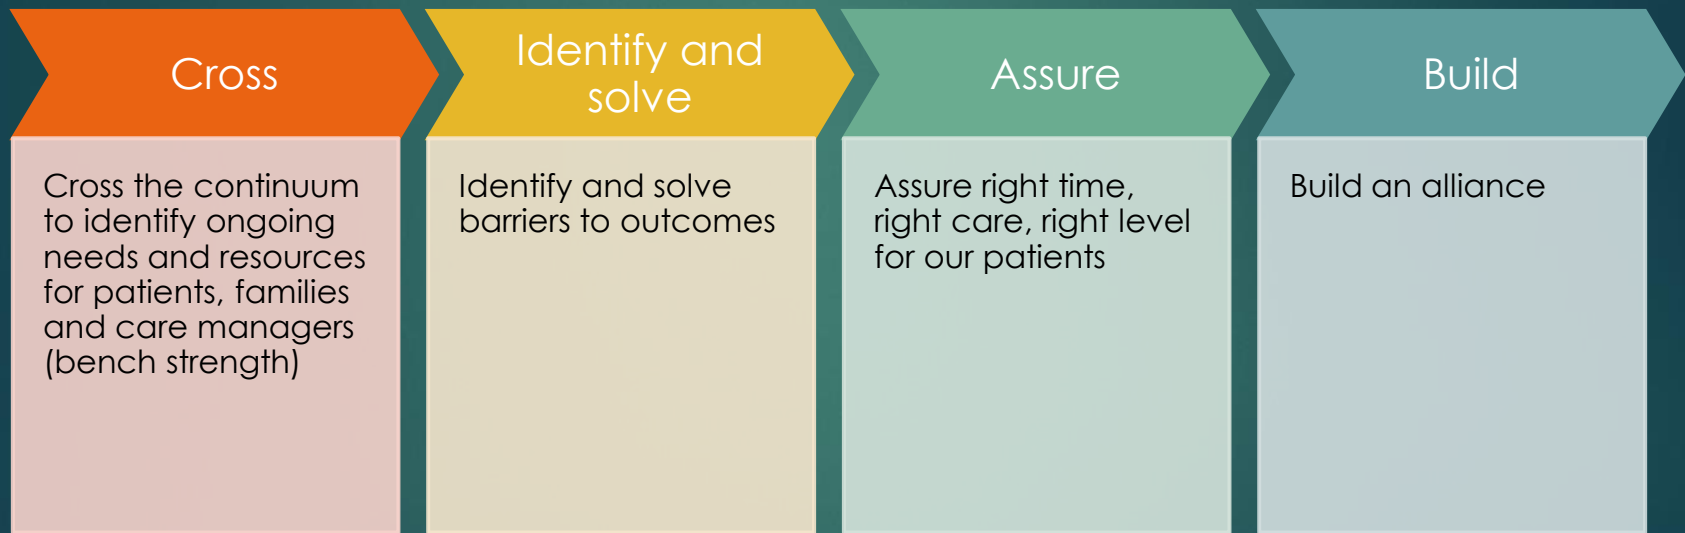 Cross
Cross the continuum
to identify ongoing
needs and resources
for patients, families
and care managers
(bench strength)
Identify and
solve
Identify and solve
barriers to outcomes
Assure
Assure right time,
right care, right level
for our patients
Build
Build an alliance